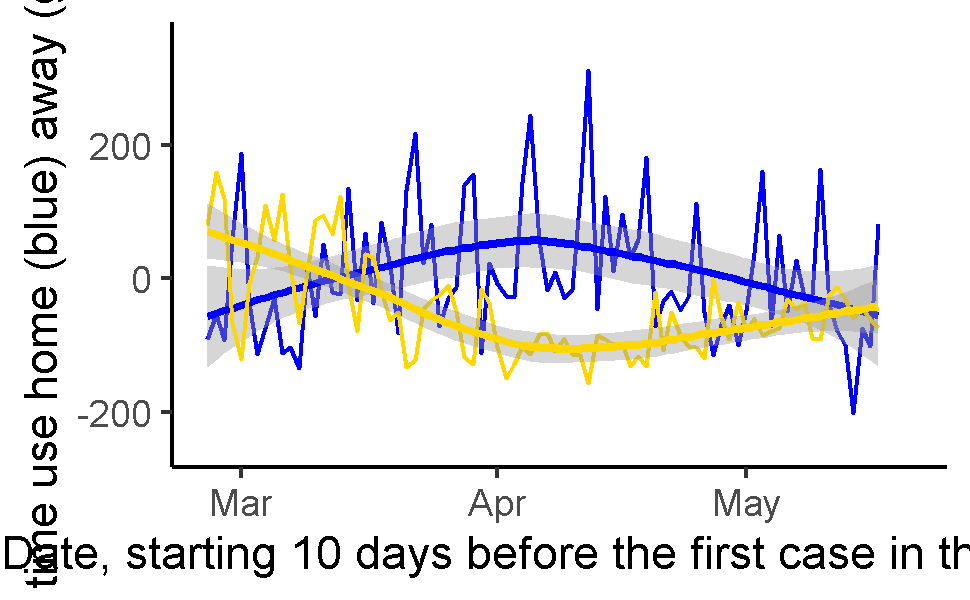 time use home (blue) away (
200
0
-200
Mar Apr May
Date, starting 10 days before the first case in th